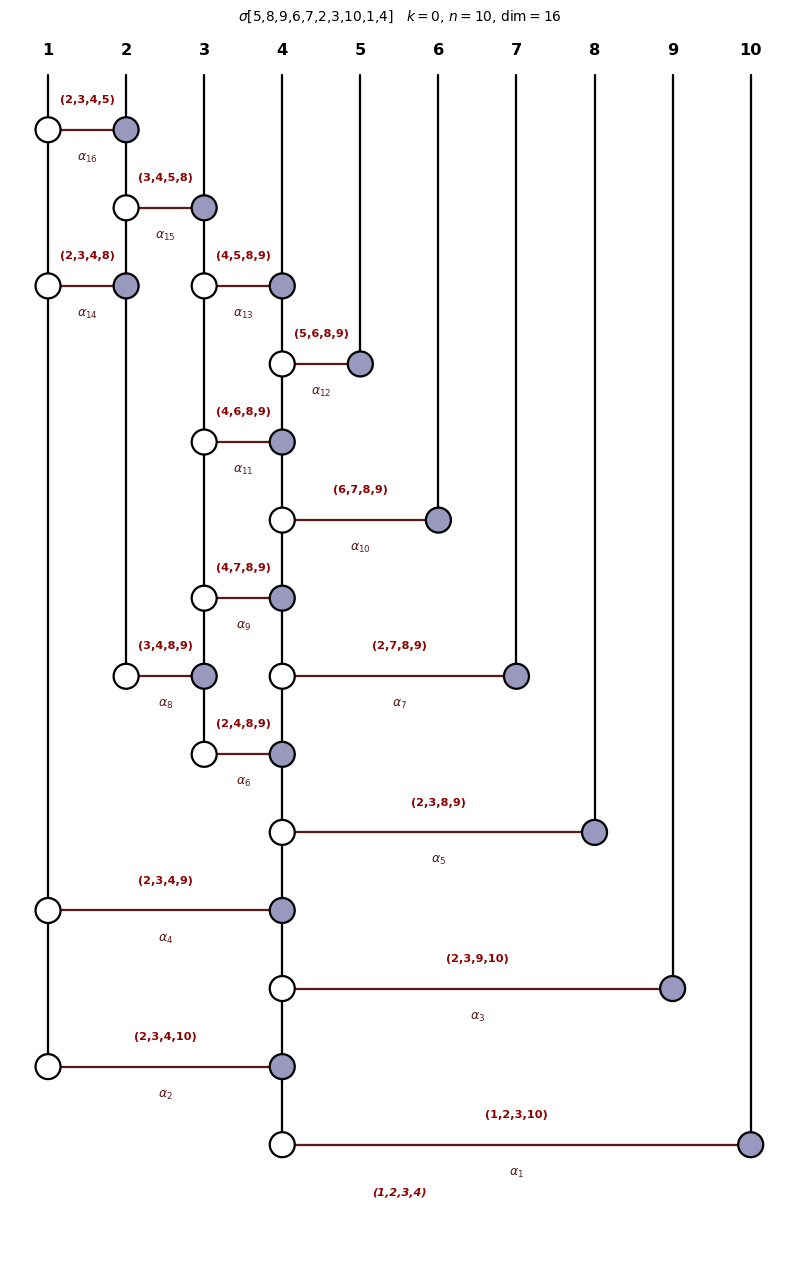 σ[5,8,9,6,7,2,3,10,1,4] k=0, n=10, dim=16
1 2 3 4 5 6 7 8 9 10
(2,3,4,5)
α₁₆
(3,4,5,8)
α₁₅
(2,3,4,8) (4,5,8,9)
α₁₄ α₁₃
(5,6,8,9)
α₁₂
(4,6,8,9)
α₁₁
(6,7,8,9)
α₁₀
(4,7,8,9)
α₉
(3,4,8,9) (2,7,8,9)
α₈ α₇
(2,4,8,9)
α₆
(2,3,8,9)
α₅
(2,3,4,9)
α₄
(2,3,9,10)
α₃
(2,3,4,10)
α₂
(1,2,3,10)
α₁
(1,2,3,4)